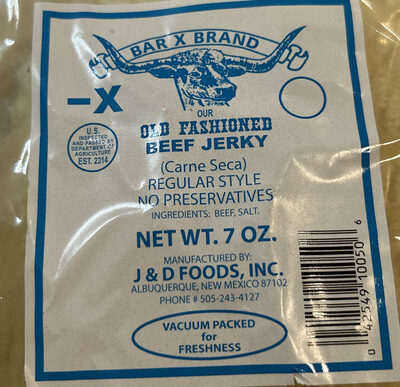 BAR X BRAND
–X
OUR
OLD FASHIONED
BEEF JERKY
U.S.
INSPECTED
AND PASSED BY
DEPARTMENT OF
AGRICULTURE
EST. 2314
(Carne Seca)
REGULAR STYLE
NO PRESERVATIVES
INGREDIENTS: BEEF, SALT.
NET WT. 7 OZ.
MANUFACTURED BY:
J & D FOODS, INC.
ALBUQUERQUE, NEW MEXICO 87102
PHONE # 505-243-4127
VACUUM PACKED
for
FRESHNESS
0 42549 10050 6